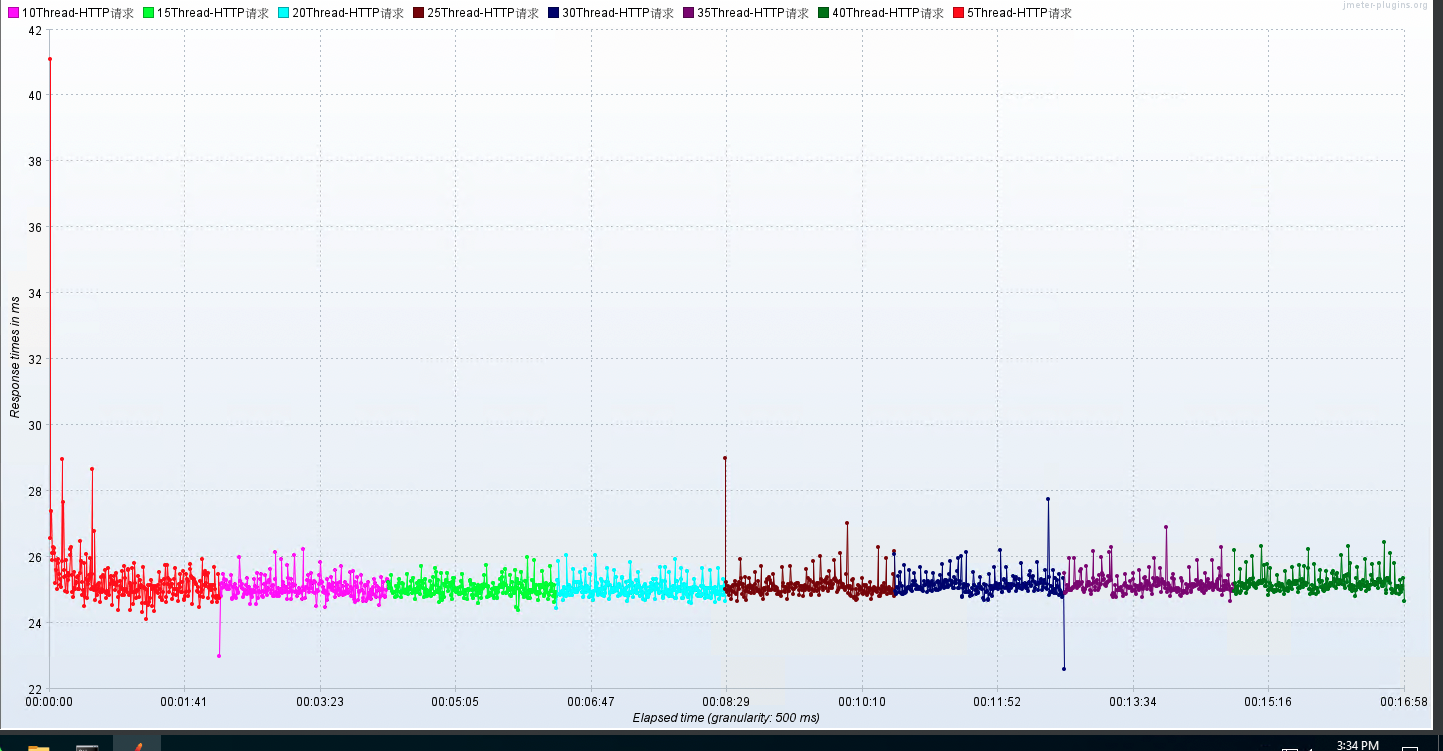 10Thread-HTTP请求 15Thread-HTTP请求 20Thread-HTTP请求 25Thread-HTTP请求 30Thread-HTTP请求 35Thread-HTTP请求 40Thread-HTTP请求 5Thread-HTTP请求
jmeter-plugins.org
42
40
38
36
34
32
30
28
26
24
22
Response times in ms
00:00:00 00:01:41 00:03:23 00:05:05 00:06:47 00:08:29 00:10:10 00:11:52 00:13:34 00:15:16 00:16:58
Elapsed time (granularity: 500 ms)
3:34 PM